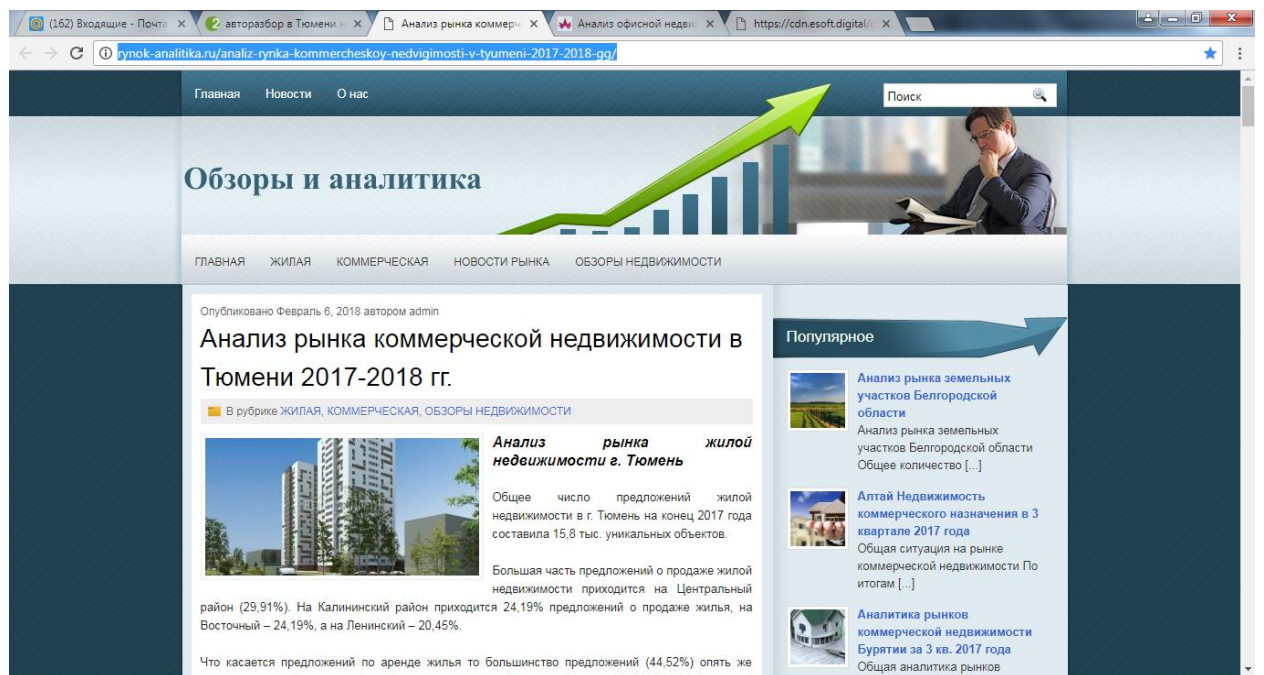 (162) Входящие - Почта
авторазбор в Тюмени
Анализ рынка коммерч
Анализ офисной недви
https://cdn.esoft.digital/
rynok-analitika.ru/analiz-rynka-kommercheskoy-nedvigimosti-v-tyumeni-2017-2018-gg/
Главная Новости О нас
Поиск
Обзоры и аналитика
ГЛАВНАЯ ЖИЛАЯ КОММЕРЧЕСКАЯ НОВОСТИ РЫНКА ОБЗОРЫ НЕДВИЖИМОСТИ
Опубликовано Февраль 6, 2018 автором admin
Анализ рынка коммерческой недвижимости в
Тюмени 2017-2018 гг.
В рубрике ЖИЛАЯ, КОММЕРЧЕСКАЯ, ОБЗОРЫ НЕДВИЖИМОСТИ
Анализ рынка жилой
недвижимости г. Тюмень
Общее число предложений жилой
недвижимости в г. Тюмень на конец 2017 года
составила 15,8 тыс. уникальных объектов.
Большая часть предложений о продаже жилой
недвижимости приходится на Центральный
район (29,91%). На Калининский район приходится 24,19% предложений о продаже жилья, на
Восточный – 24,19%, а на Ленинский – 20,45%.
Что касается предложений по аренде жилья то большинство предложений (44,52%) опять же
Популярное
Анализ рынка земельных
участков Белгородской
области
Анализ рынка земельных
участков Белгородской области
Общее количество [...]
Алтай Недвижимость
коммерческого назначения в 3
квартале 2017 года
Общая ситуация на рынке
коммерческой недвижимости По
итогам [...]
Аналитика рынков
коммерческой недвижимости
Бурятии за 3 кв. 2017 года
Общая аналитика рынков